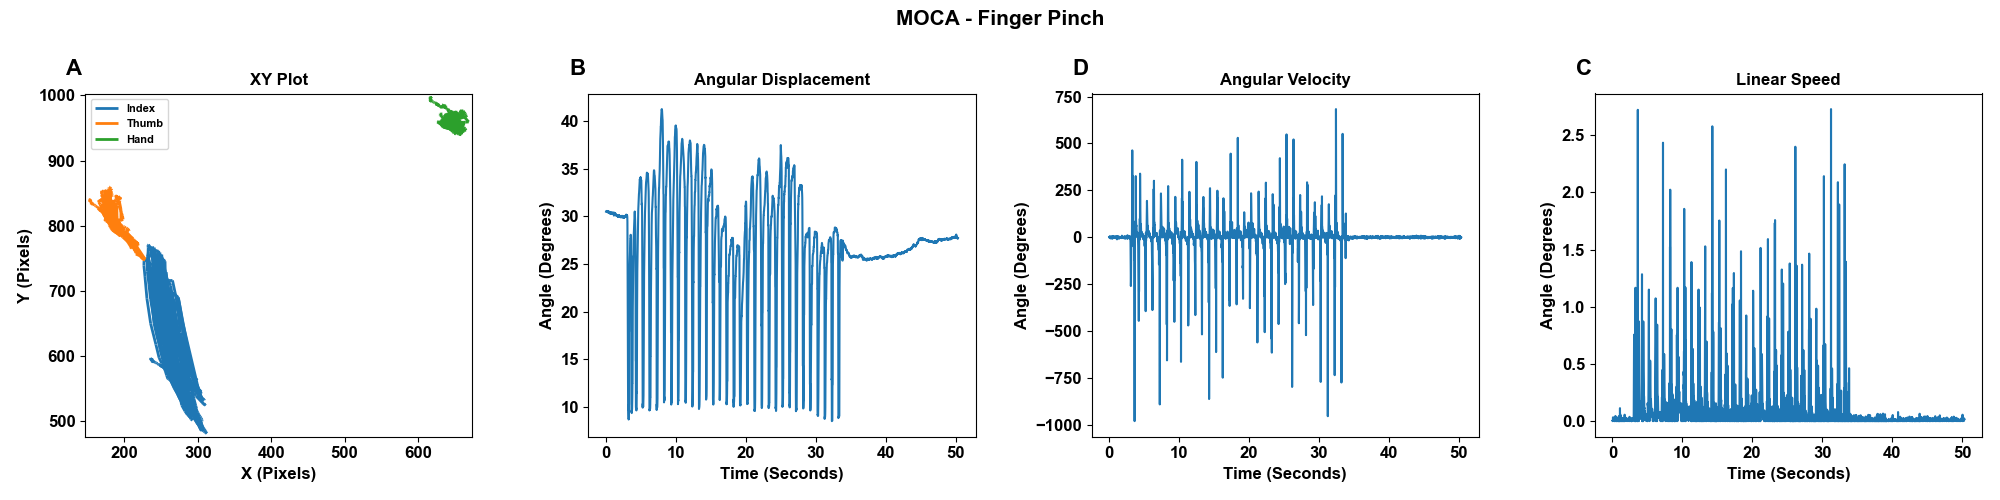 MOCA - Finger Pinch
A
XY Plot
Index
Thumb
Hand
1000
900
800
700
600
500
Y (Pixels)
200
300
400
500
600
X (Pixels)
B
Angular Displacement
40
35
30
25
20
15
10
Angle (Degrees)
0
10
20
30
40
50
Time (Seconds)
D
Angular Velocity
750
500
250
0
−250
−500
−750
−1000
Angle (Degrees)
0
10
20
30
40
50
Time (Seconds)
C
Linear Speed
2.5
2.0
1.5
1.0
0.5
0.0
Angle (Degrees)
0
10
20
30
40
50
Time (Seconds)